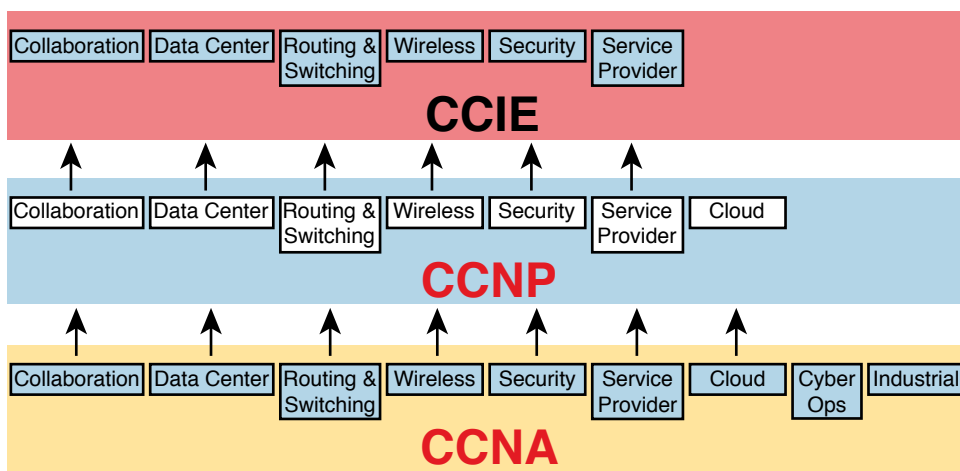 Collaboration Data Center Routing & Wireless Security Service
Switching Provider
CCIE
Collaboration Data Center Routing & Wireless Security Service Cloud
Switching Provider
CCNP
Collaboration Data Center Routing & Wireless Security Service Cloud Cyber Industrial
Switching Provider Ops
CCNA